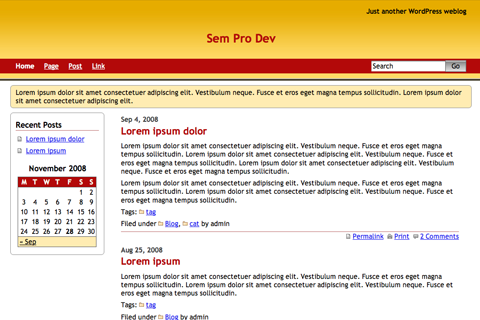 Just another WordPress weblog
Sem Pro Dev
Home Page Post Link
Search Go
Lorem ipsum dolor sit amet consectetuer adipiscing elit. Vestibulum neque. Fusce et eros eget magna tempus sollicitudin. Lorem ipsum dolor
sit amet consectetuer adipiscing elit.
Recent Posts
Lorem ipsum dolor
Lorem ipsum
November 2008
M T W T F S S
1 2
3 4 5 6 7 8 9
10 11 12 13 14 15 16
17 18 19 20 21 22 23
24 25 26 27 28 29 30
« Sep
Sep 4, 2008
Lorem ipsum dolor
Lorem ipsum dolor sit amet consectetuer adipiscing elit. Vestibulum neque. Fusce et eros eget magna
tempus sollicitudin. Lorem ipsum dolor sit amet consectetuer adipiscing elit. Vestibulum neque. Fusce et
eros eget magna tempus sollicitudin. Lorem ipsum dolor sit amet consectetuer adipiscing elit.
Vestibulum neque. Fusce et eros eget magna tempus sollicitudin.
Lorem ipsum dolor sit amet consectetuer adipiscing elit. Vestibulum neque. Fusce et eros eget magna
tempus sollicitudin. Lorem ipsum dolor sit amet consectetuer adipiscing elit. Vestibulum neque. Fusce et
eros eget magna tempus sollicitudin.
Tags: tag
Filed under Blog, cat by admin
Permalink Print 2 Comments
Aug 25, 2008
Lorem ipsum
Lorem ipsum dolor sit amet consectetuer adipiscing elit. Vestibulum neque. Fusce et eros eget magna
tempus sollicitudin. Lorem ipsum dolor sit amet consectetuer adipiscing elit. Vestibulum neque. Fusce et
eros eget magna tempus sollicitudin.
Tags: tag
Filed under Blog by admin